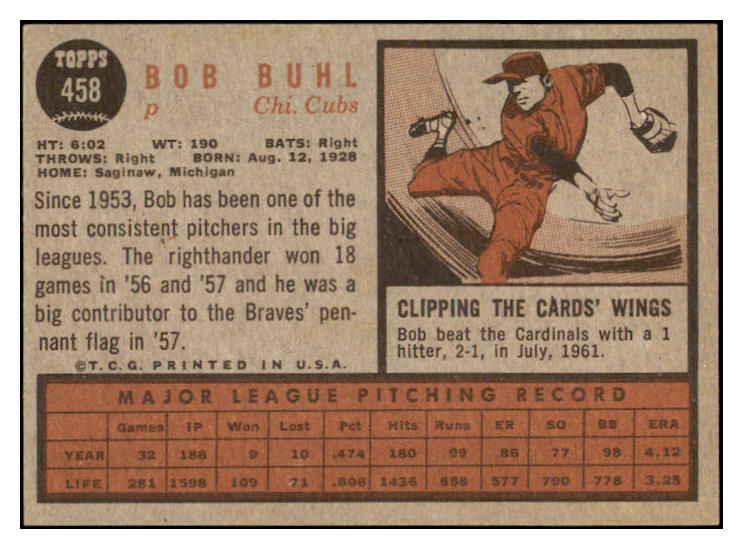 TOPPS
458
BOB BUHL
p Chi. Cubs
HT: 6:02 WT: 190 BATS: Right
THROWS: Right BORN: Aug. 12, 1928
HOME: Saginaw, Michigan
Since 1953, Bob has been one of the
most consistent pitchers in the big
leagues. The righthander won 18
games in '56 and '57 and he was a
big contributor to the Braves' pen-
nant flag in '57.
©T.C.G. PRINTED IN U.S.A.
CLIPPING THE CARDS' WINGS
Bob beat the Cardinals with a 1
hitter, 2-1, in July, 1961.
MAJOR LEAGUE PITCHING RECORD
Games IP Won Lost Pct Hits Runs ER SO BB ERA
YEAR 32 188 9 10 .474 180 99 86 77 98 4.12
LIFE 281 1598 109 71 .606 1436 658 577 790 778 3.25